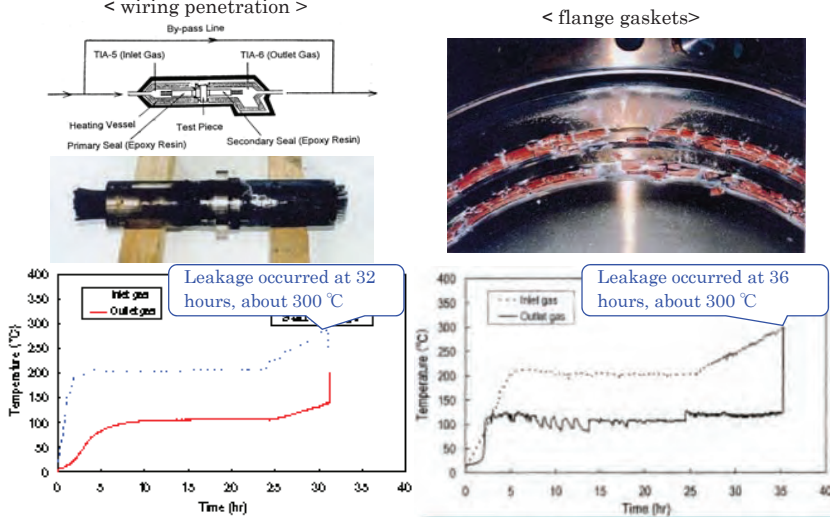 < wiring penetration >
By-pass Line
TIA-5 (Inlet Gas)
TIA-6 (Outlet Gas)
Heating Vessel
Test Piece
Primary Seal (Epoxy Resin)
Secondary Seal (Epoxy Resin)
Leakage occurred at 32
hours, about 300 ℃
Inlet gas
Outlet gas
Temperature (℃)
400
350
300
250
200
150
100
50
0
0 5 10 15 20 25 30 35 40
Time (hr)
< flange gaskets>
Leakage occurred at 36
hours, about 300 ℃
Inlet gas
Outlet gas
Temperature (℃)
400
350
300
250
200
150
100
50
0
0 5 10 15 20 25 30 35 40
Time (hr)